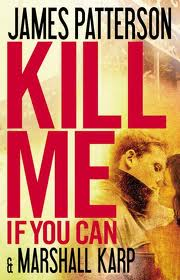 JAMES PATTERSON
KILL
ME
IF YOU CAN
& MARSHALL KARP